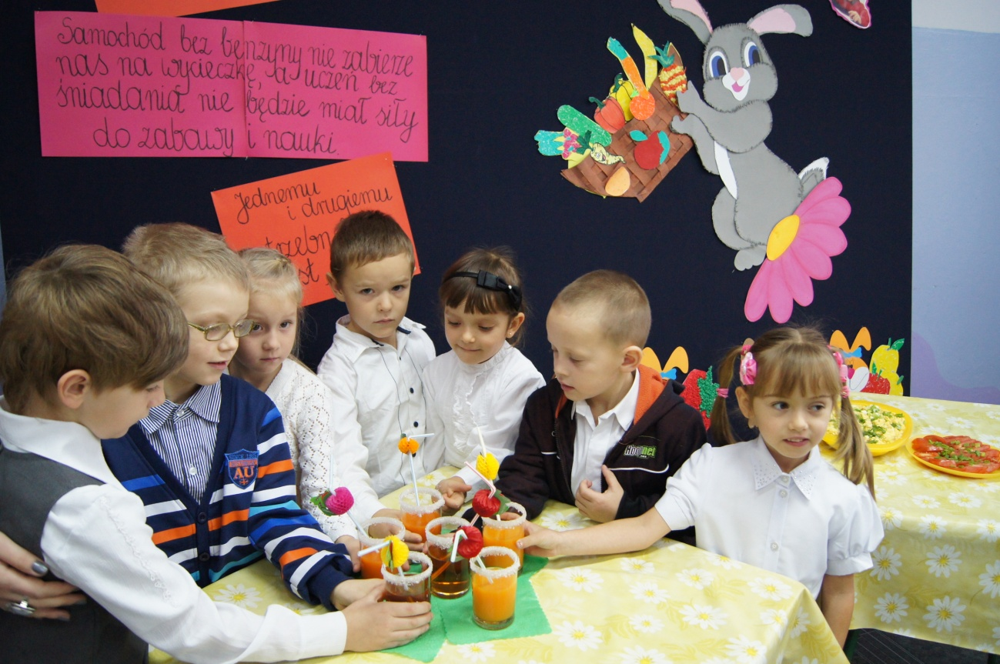 Samochód bez benzyny nie zabierze
nas na wycieczkę, a uczeń bez
śniadania nie będzie miał siły
do zabawy i nauki.
Jednemu
i drugiemu
AU